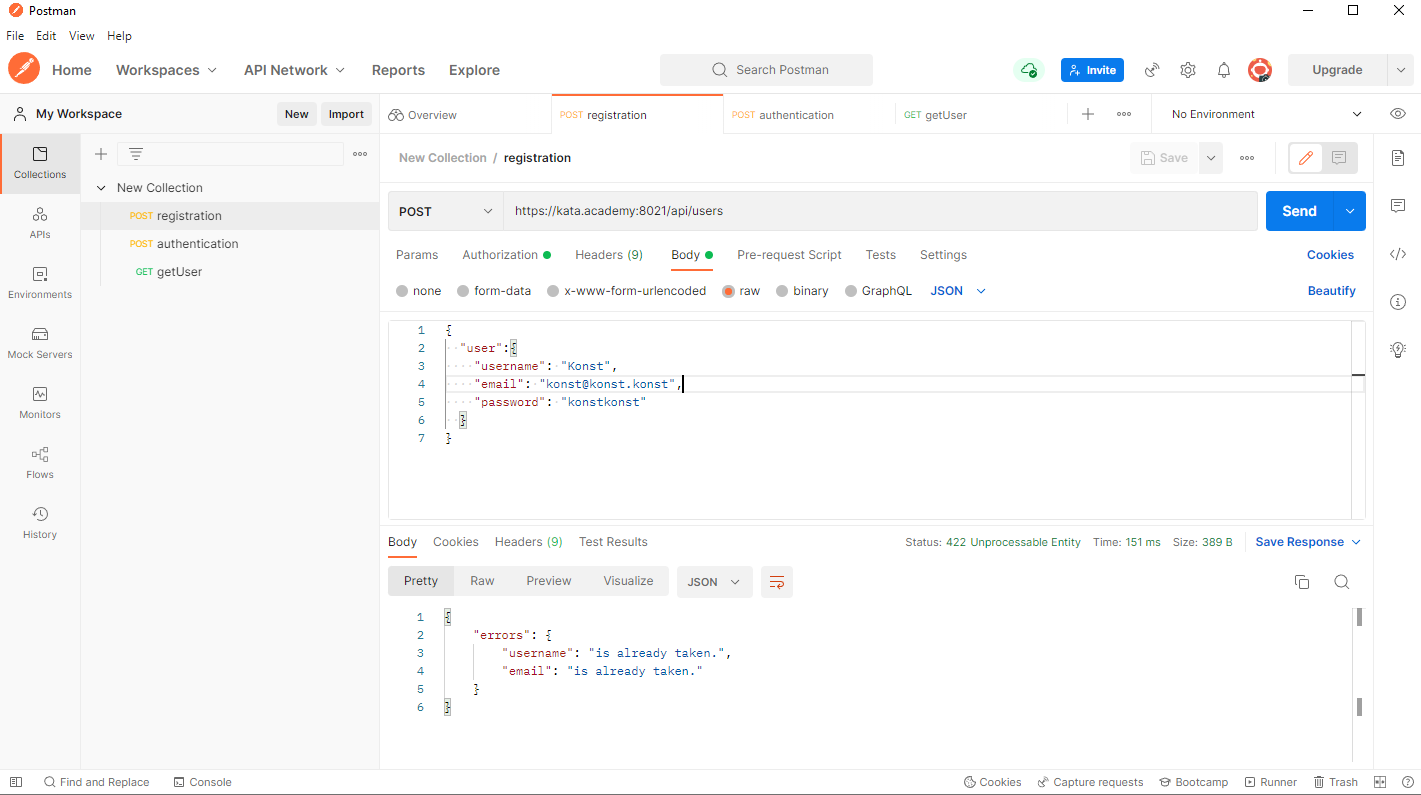 Postman
File Edit View Help
Home Workspaces API Network Reports Explore Search Postman Invite Upgrade
My Workspace New Import
Overview POST registration POST authentication GET getUser No Environment
Collections
APIs
Environments
Mock Servers
Monitors
Flows
History
New Collection
POST registration
POST authentication
GET getUser
New Collection / registration Save
POST https://kata.academy:8021/api/users Send
Params Authorization Headers (9) Body Pre-request Script Tests Settings Cookies
none form-data x-www-form-urlencoded raw binary GraphQL JSON Beautify
1 {
2 "user":{
3 "username": "Konst",
4 "email": "konst@konst.konst",
5 "password": "konstkonst"
6 }
7 }
Body Cookies Headers (9) Test Results Status: 422 Unprocessable Entity Time: 151 ms Size: 389 B Save Response
Pretty Raw Preview Visualize JSON
1 {
2 "errors": {
3 "username": "is already taken.",
4 "email": "is already taken."
5 }
6 }
Find and Replace Console Cookies Capture requests Bootcamp Runner Trash